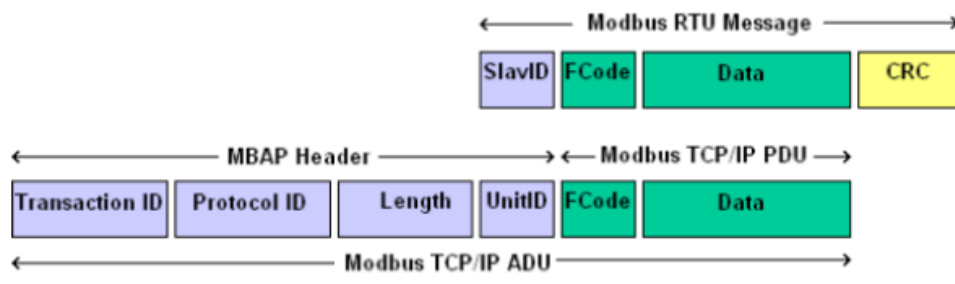 Modbus RTU Message
SlavID FCode Data CRC
MBAP Header Modbus TCP/IP PDU
Transaction ID Protocol ID Length UnitID FCode Data
Modbus TCP/IP ADU